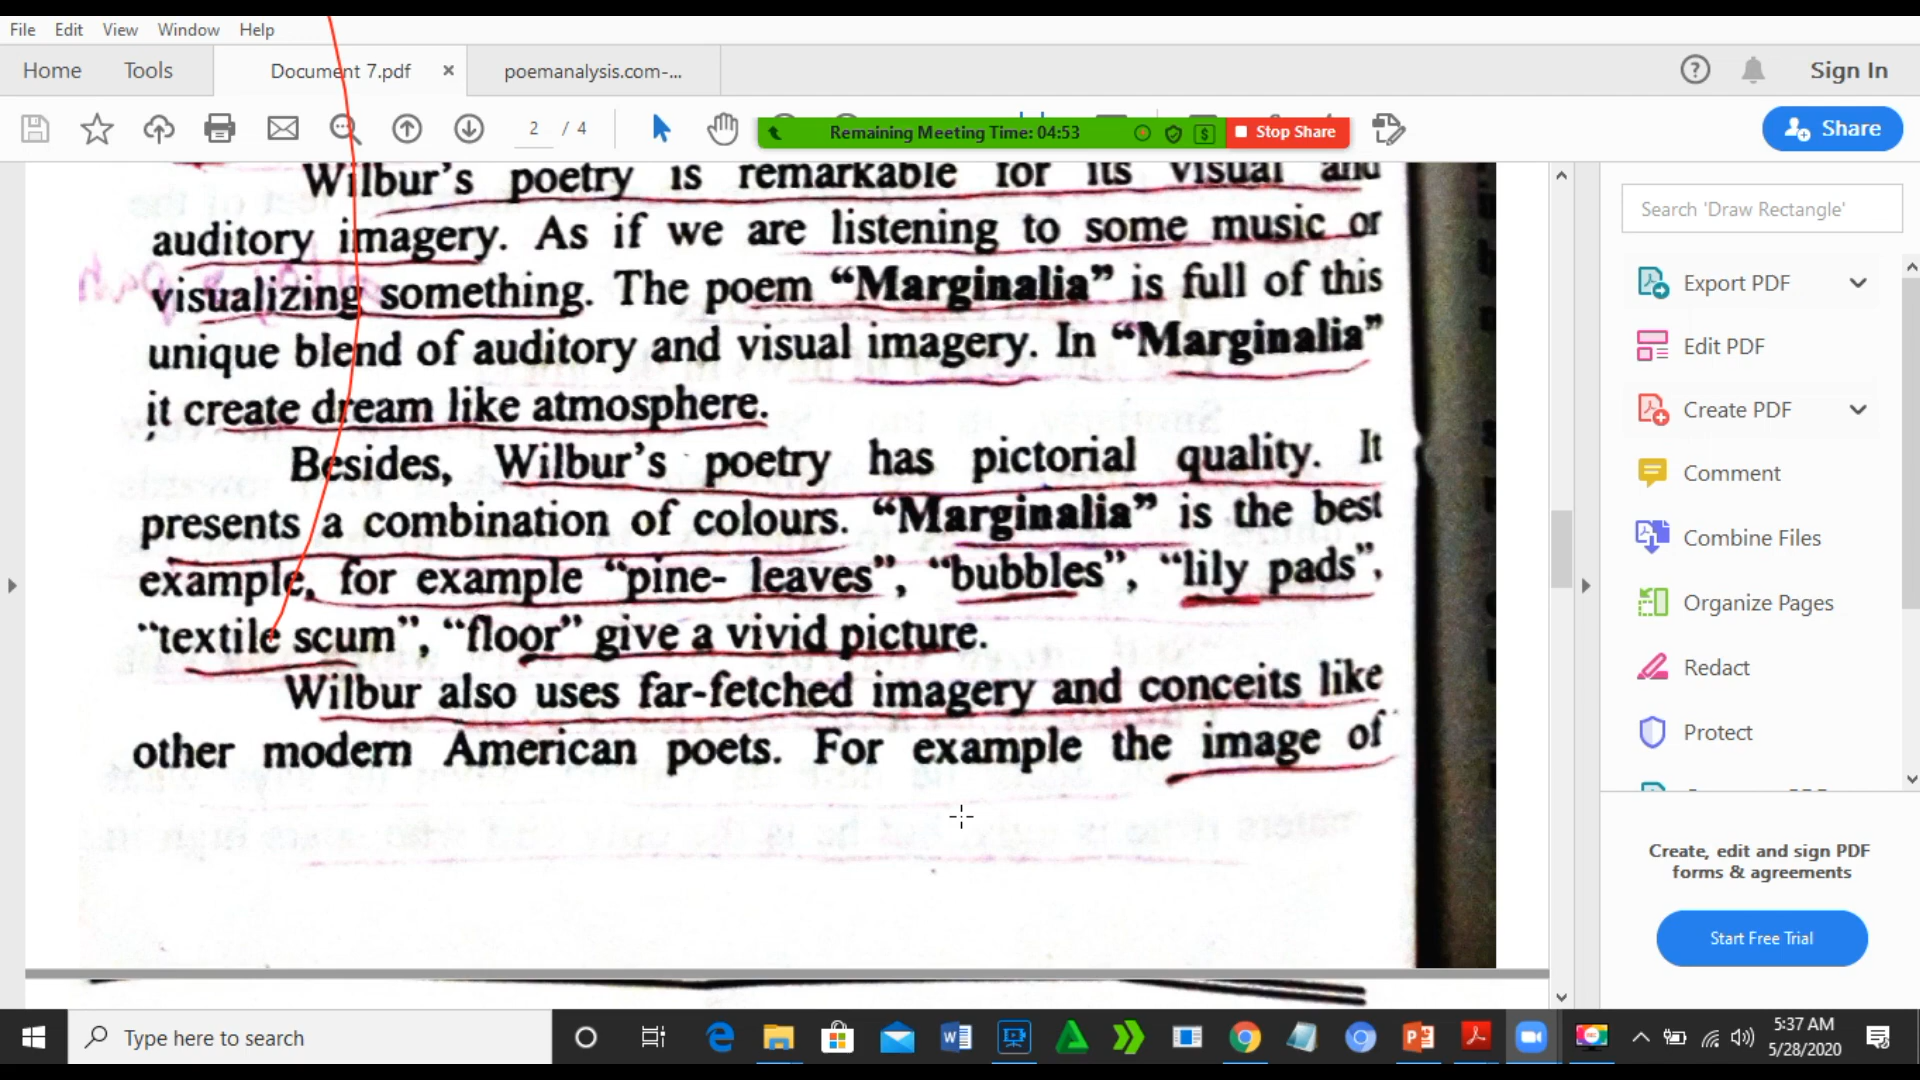 File Edit View Window Help
Home Tools Document 7.pdf × poemanalysis.com-... Sign In
2 / 4 Remaining Meeting Time: 04:53 Stop Share Share
Wilbur's poetry is remarkable for its visual and
auditory imagery. As if we are listening to some music or
visualizing something. The poem “Marginalia” is full of this
unique blend of auditory and visual imagery. In “Marginalia”
it create dream like atmosphere.
Besides, Wilbur's poetry has pictorial quality. It
presents a combination of colours. “Marginalia” is the best
example, for example “pine- leaves”, “bubbles”, “lily pads”,
“textile scum”, “floor” give a vivid picture.
Wilbur also uses far-fetched imagery and conceits like
other modern American poets. For example the image of
Search 'Draw Rectangle'
Export PDF
Edit PDF
Create PDF
Comment
Combine Files
Organize Pages
Redact
Protect
Create, edit and sign PDF
forms & agreements
Start Free Trial
Type here to search
5:37 AM
5/28/2020